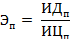 Эп = ИДп / ИЦп